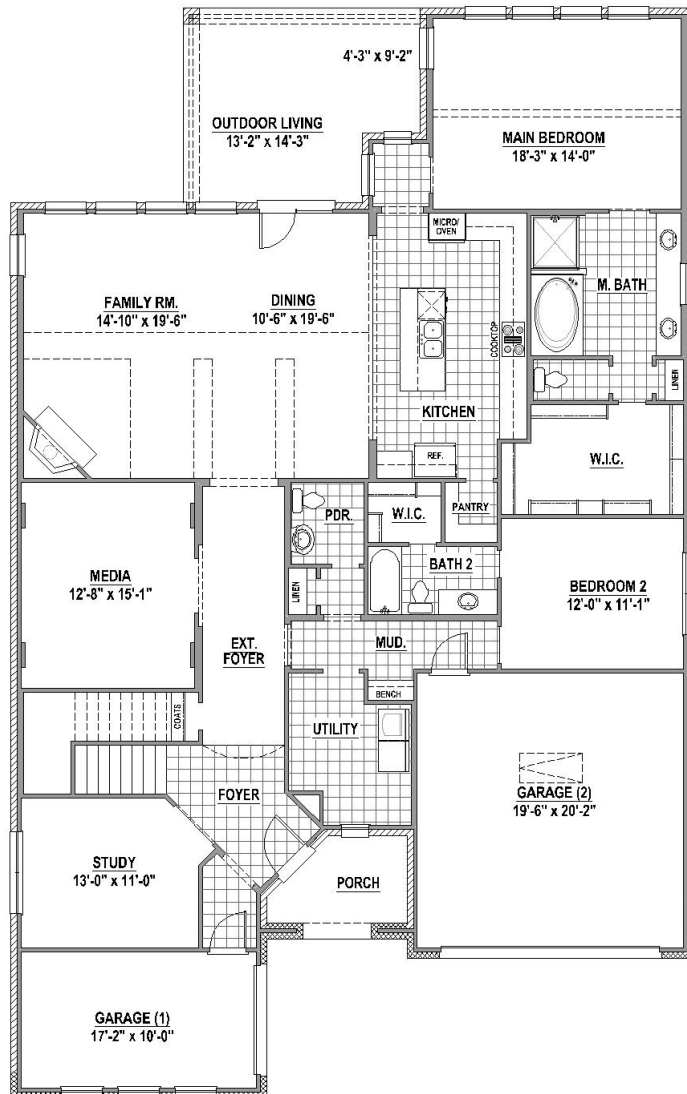 4'-3" x 9'-2"
OUTDOOR LIVING
13'-2" x 14'-3"
MAIN BEDROOM
18'-3" x 14'-0"
MICRO/
OVEN
M. BATH
FAMILY RM.
14'-10" x 19'-6"
DINING
10'-6" x 19'-6"
COOKTOP
LINEN
KITCHEN
REF.
W.I.C.
PANTRY
W.I.C.
PDR.
BATH 2
MEDIA
12'-8" x 15'-1"
LINEN
BEDROOM 2
12'-0" x 11'-1"
EXT.
FOYER
MUD.
BENCH
COATS
UTILITY
FOYER
GARAGE (2)
19'-6" x 20'-2"
STUDY
13'-0" x 11'-0"
PORCH
GARAGE (1)
17'-2" x 10'-0"